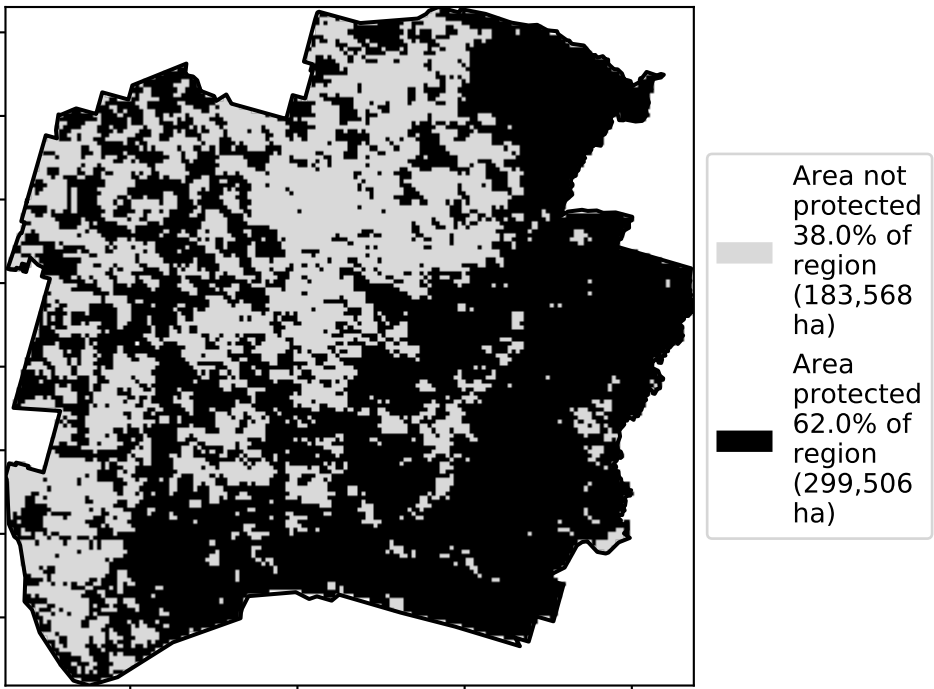 Area not
protected
38.0% of
region
(183,568
ha)
Area
protected
62.0% of
region
(299,506
ha)